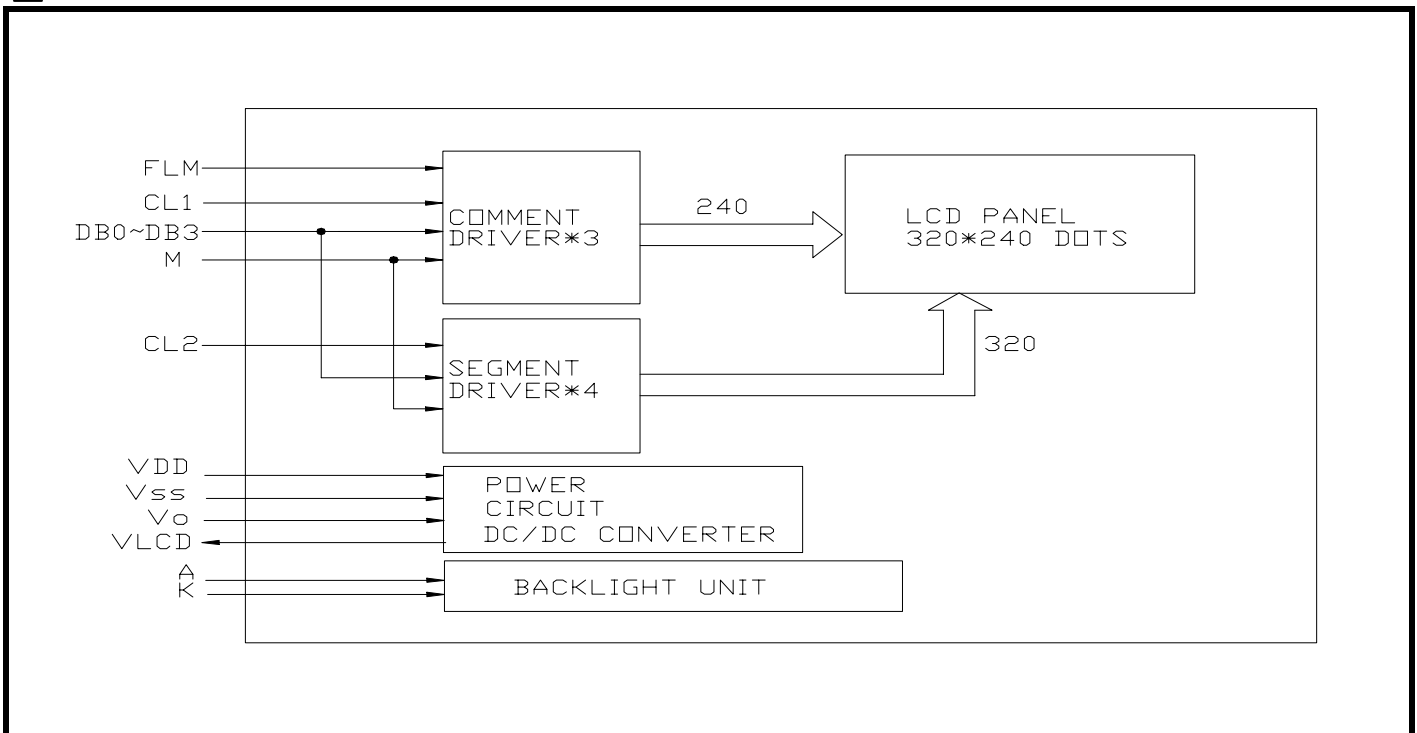 FLM
CL1
DB0~DB3
M
COMMENT
DRIVER*3
240
LCD PANEL
320*240 DOTS
CL2
SEGMENT
DRIVER*4
320
VDD
Vss
Vo
VLCD
POWER
CIRCUIT
DC/DC CONVERTER
A
K
BACKLIGHT UNIT